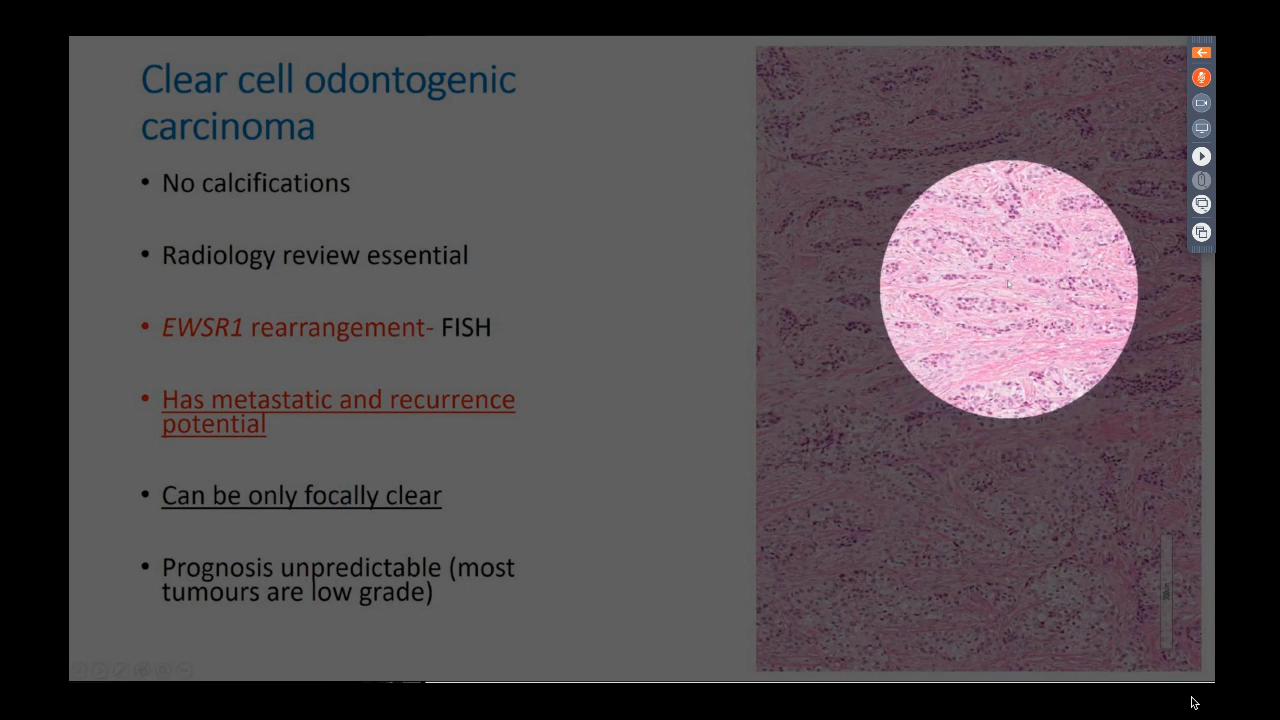 Clear cell odontogenic
carcinoma
• No calcifications
• Radiology review essential
• EWSR1 rearrangement- FISH
• Has metastatic and recurrence
potential
• Can be only focally clear
• Prognosis unpredictable (most
tumours are low grade)